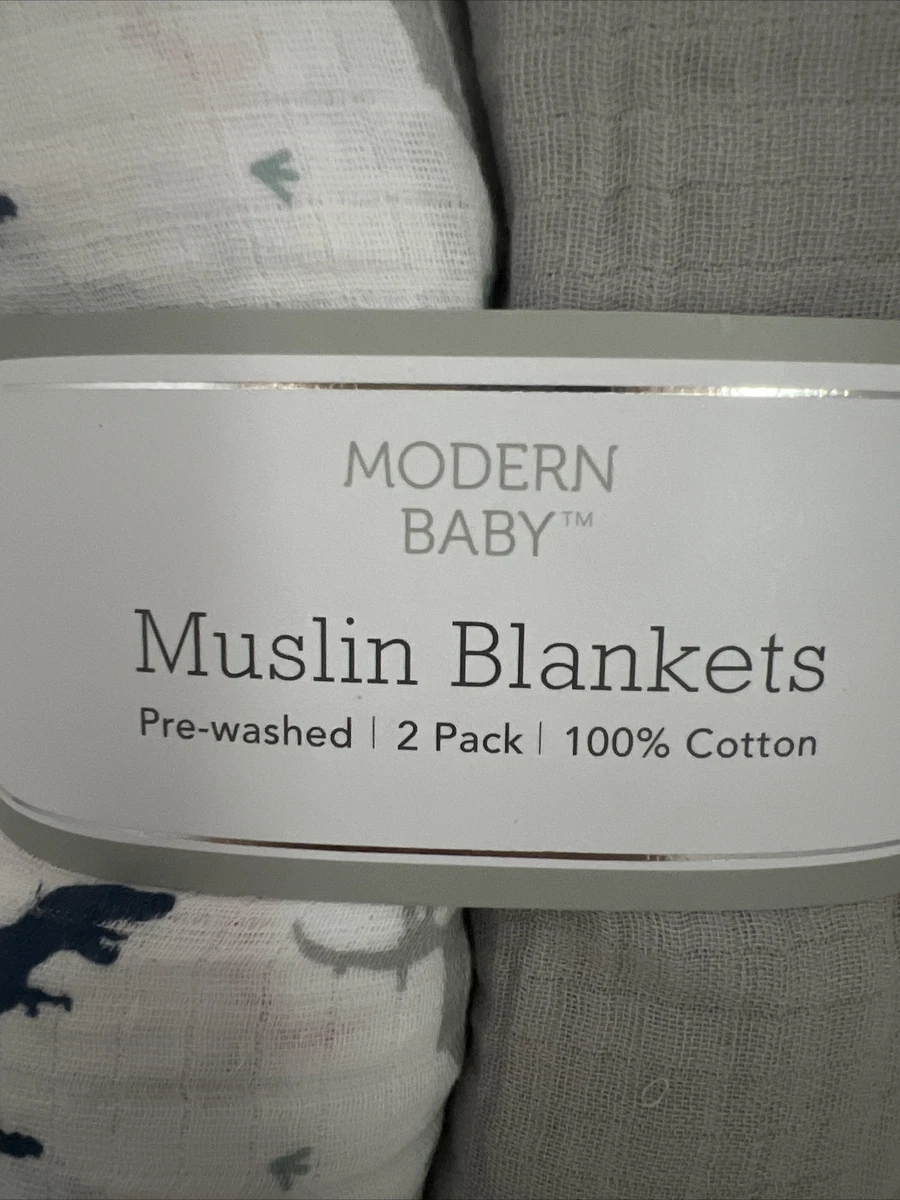 MODERN
BABY™
Muslin Blankets
Pre-washed | 2 Pack | 100% Cotton